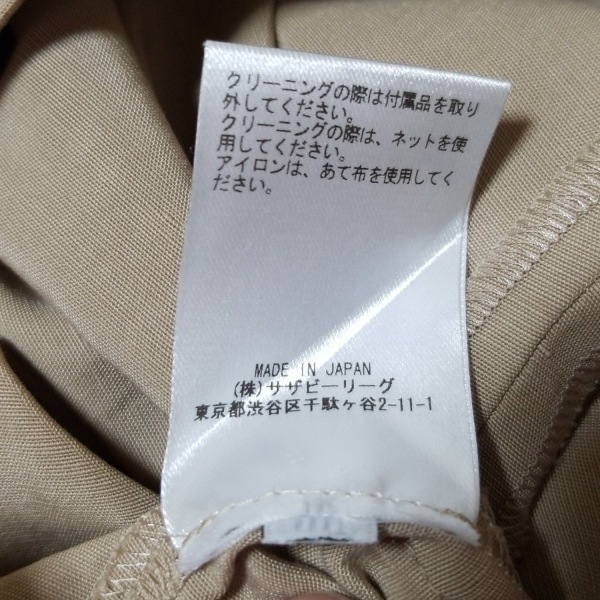 クリーニングの際は付属品を取り
外してください。
クリーニングの際は、ネットを使
用してください。
アイロンは、あて布を使用してく
ださい。
MADE IN JAPAN
(株)サザビーリーグ
東京都渋谷区千駄ヶ谷2-11-1